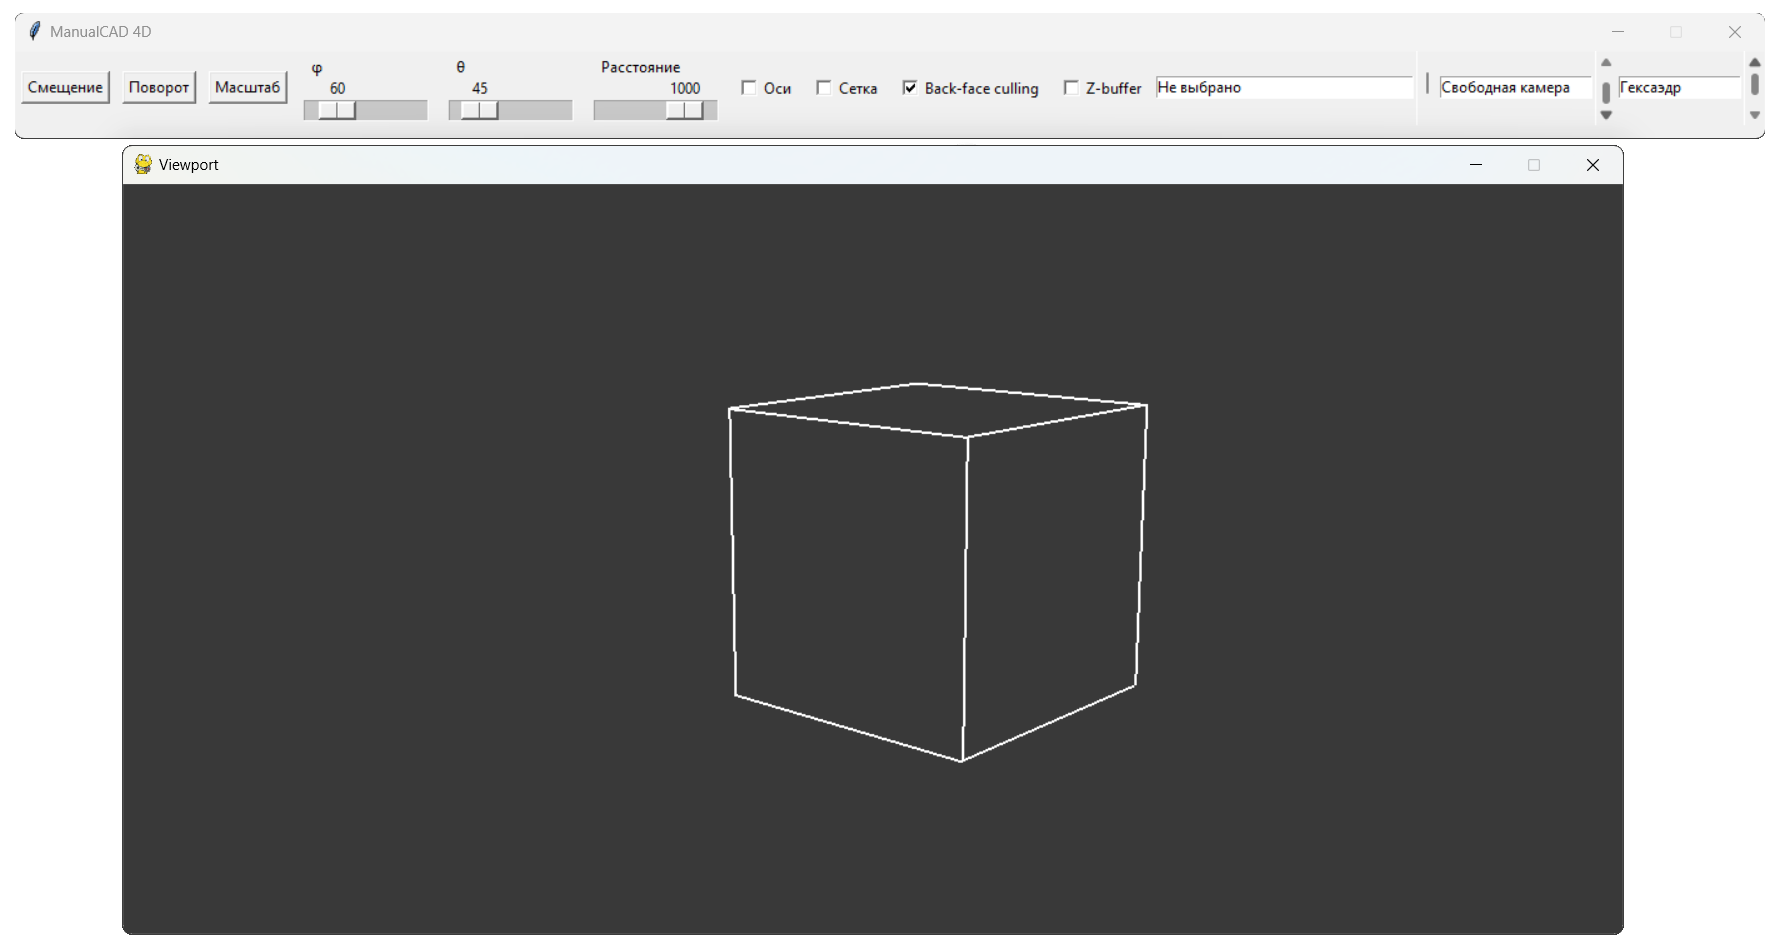 ManualCAD 4D
Смещение
Поворот
Масштаб
φ
60
θ
45
Расстояние
1000
Оси
Сетка
Back-face culling
Z-buffer
Не выбрано
Свободная камера
Гексаэдр
Viewport